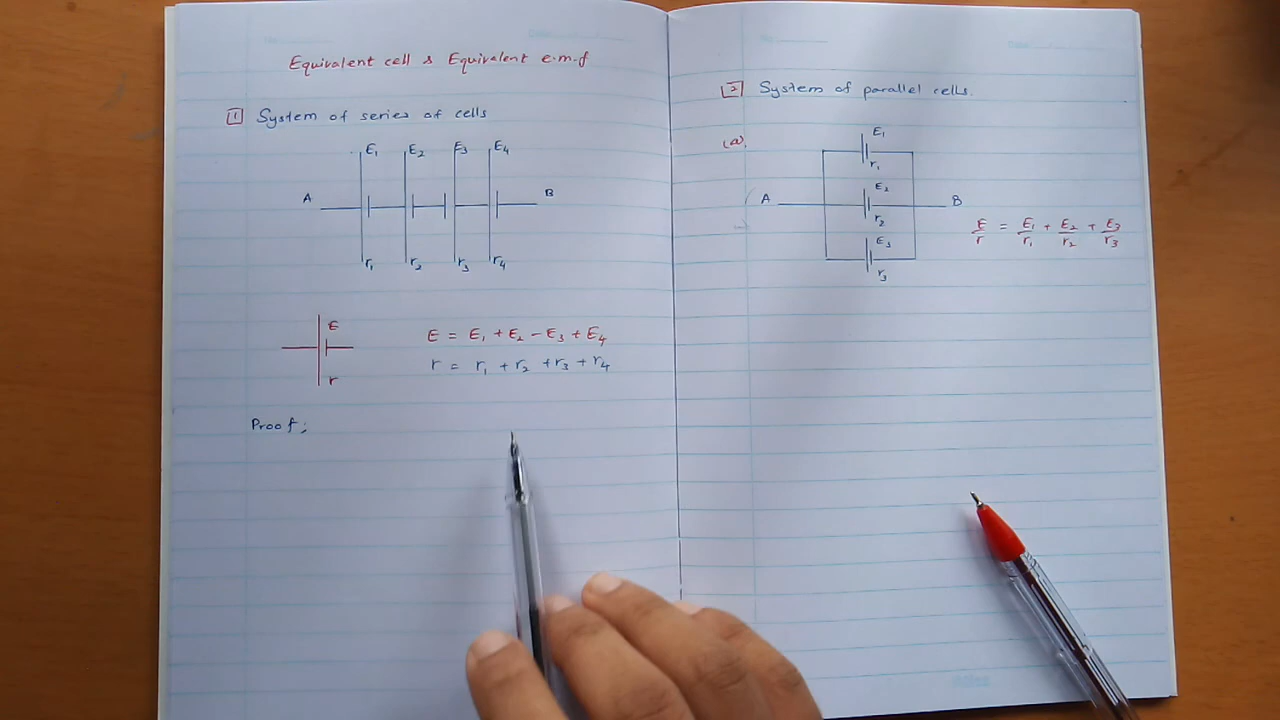 Equivalent cell & Equivalent e.m.f
1 System of series of cells
E₁ E₂ E₃ E₄
A B
r₁ r₂ r₃ r₄
E
r
E = E₁ + E₂ - E₃ + E₄
r = r₁ + r₂ + r₃ + r₄
Proof;
2 System of parallel cells.
(a)
E₁
r₁
A E₂ B
r₂
E₃
r₃
E/r = E₁/r₁ + E₂/r₂ + E₃/r₃